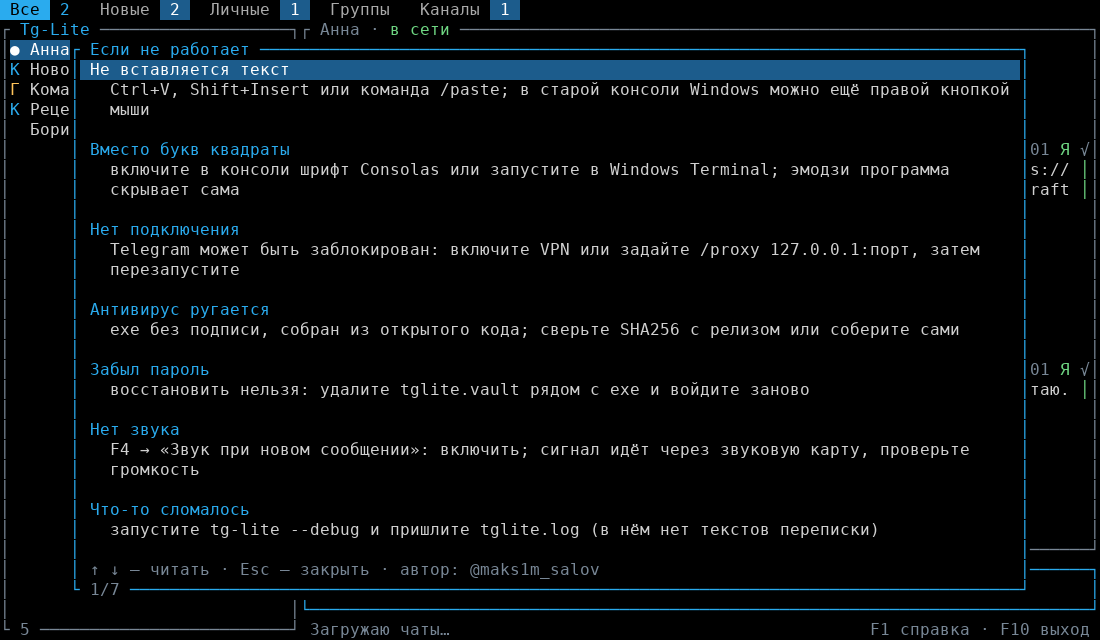 Все 2 Новые 2 Личные 1 Группы Каналы 1
Tg-Lite Анна · в сети
● Анна Если не работает
К Ново Не вставляется текст
Г Кома Ctrl+V, Shift+Insert или команда /paste; в старой консоли Windows можно ещё правой кнопкой
К Реце мыши
Бори
Вместо букв квадраты 01 Я √
включите в консоли шрифт Consolas или запустите в Windows Terminal; эмодзи программа s://
скрывает сама raft
Нет подключения
Telegram может быть заблокирован: включите VPN или задайте /proxy 127.0.0.1:порт, затем
перезапустите
Антивирус ругается
exe без подписи, собран из открытого кода; сверьте SHA256 с релизом или соберите сами
Забыл пароль 01 Я √
восстановить нельзя: удалите tglite.vault рядом с exe и войдите заново таю.
Нет звука
F4 → «Звук при новом сообщении»: включить; сигнал идёт через звуковую карту, проверьте
громкость
Что-то сломалось
запустите tg-lite --debug и пришлите tglite.log (в нём нет текстов переписки)
↑ ↓ — читать · Esc — закрыть · автор: @maks1m_salov
1/7
5 Загружаю чаты… F1 справка · F10 выход